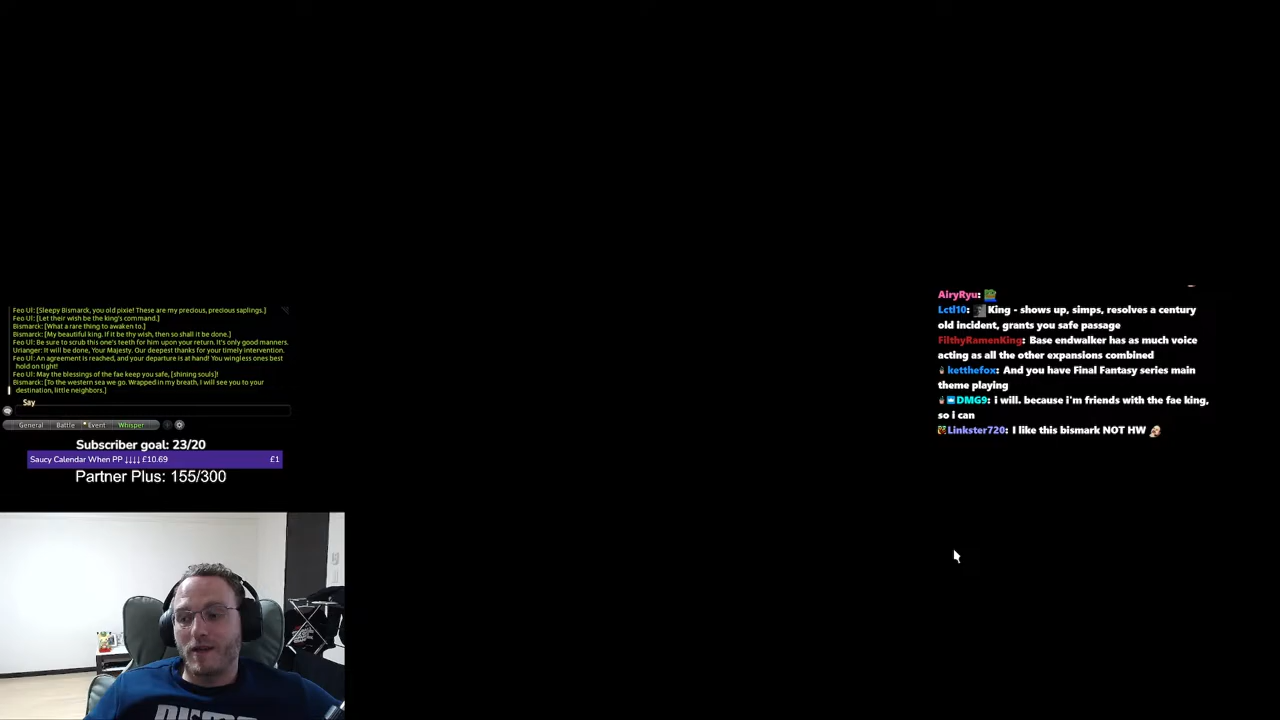 Feo Ul: [Sleepy Bismarck, you old pixie! These are my precious, precious saplings.]
Feo Ul: [Let their wish be the king's command.]
Bismarck: [What a rare thing to awaken to.]
Bismarck: [My beautiful king. If it be thy wish, then so shall it be done.]
Feo Ul: Be sure to scrub this one's teeth for him upon your return. It's only good manners.
Urianger: It will be done, Your Majesty. Our deepest thanks for your timely intervention.
Feo Ul: An agreement is reached, and your departure is at hand! You wingless ones best
hold on tight!
Feo Ul: May the blessings of the fae keep you safe, [shining souls]!
Bismarck: [To the western sea we go. Wrapped in my breath, I will see you to your
destination, little neighbors.]
Say
General Battle Event Whisper
Subscriber goal: 23/20
Saucy Calendar When PP ↓↓↓↓ £10.69 £1
Partner Plus: 155/300
AiryRyu:
Lctl10: King - shows up, simps, resolves a century
old incident, grants you safe passage
FilthyRamenKing: Base endwalker has as much voice
acting as all the other expansions combined
ketthefox: And you have Final Fantasy series main
theme playing
DMG9: i will. because i'm friends with the fae king,
so i can
Linkster720: I like this bismark NOT HW